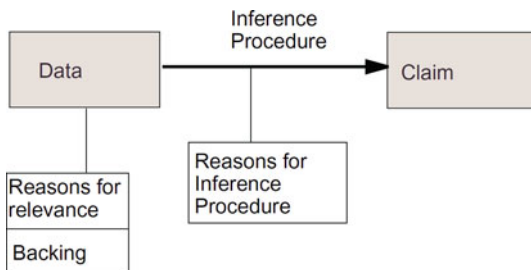 Inference
Procedure
Data
Claim
Reasons for
relevance
Backing
Reasons for
Inference
Procedure